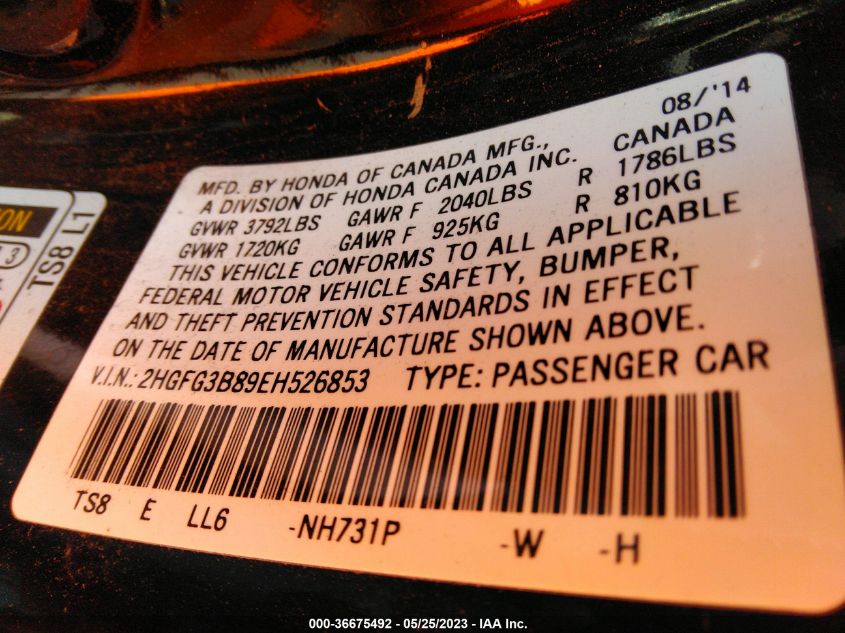 08/'14
MFD. BY HONDA OF CANADA MFG., CANADA
A DIVISION OF HONDA CANADA INC.
GVWR 3792LBS GAWR F 2040LBS R 1786LBS
GVWR 1720KG GAWR F 925KG R 810KG
THIS VEHICLE CONFORMS TO ALL APPLICABLE
FEDERAL MOTOR VEHICLE SAFETY, BUMPER,
AND THEFT PREVENTION STANDARDS IN EFFECT
ON THE DATE OF MANUFACTURE SHOWN ABOVE.
V.I.N.: 2HGFG3B89EH526853 TYPE: PASSENGER CAR
TS8 E LL6 -NH731P -W -H
TS8 L1
000-36675492 - 05/25/2023 - IAA Inc.